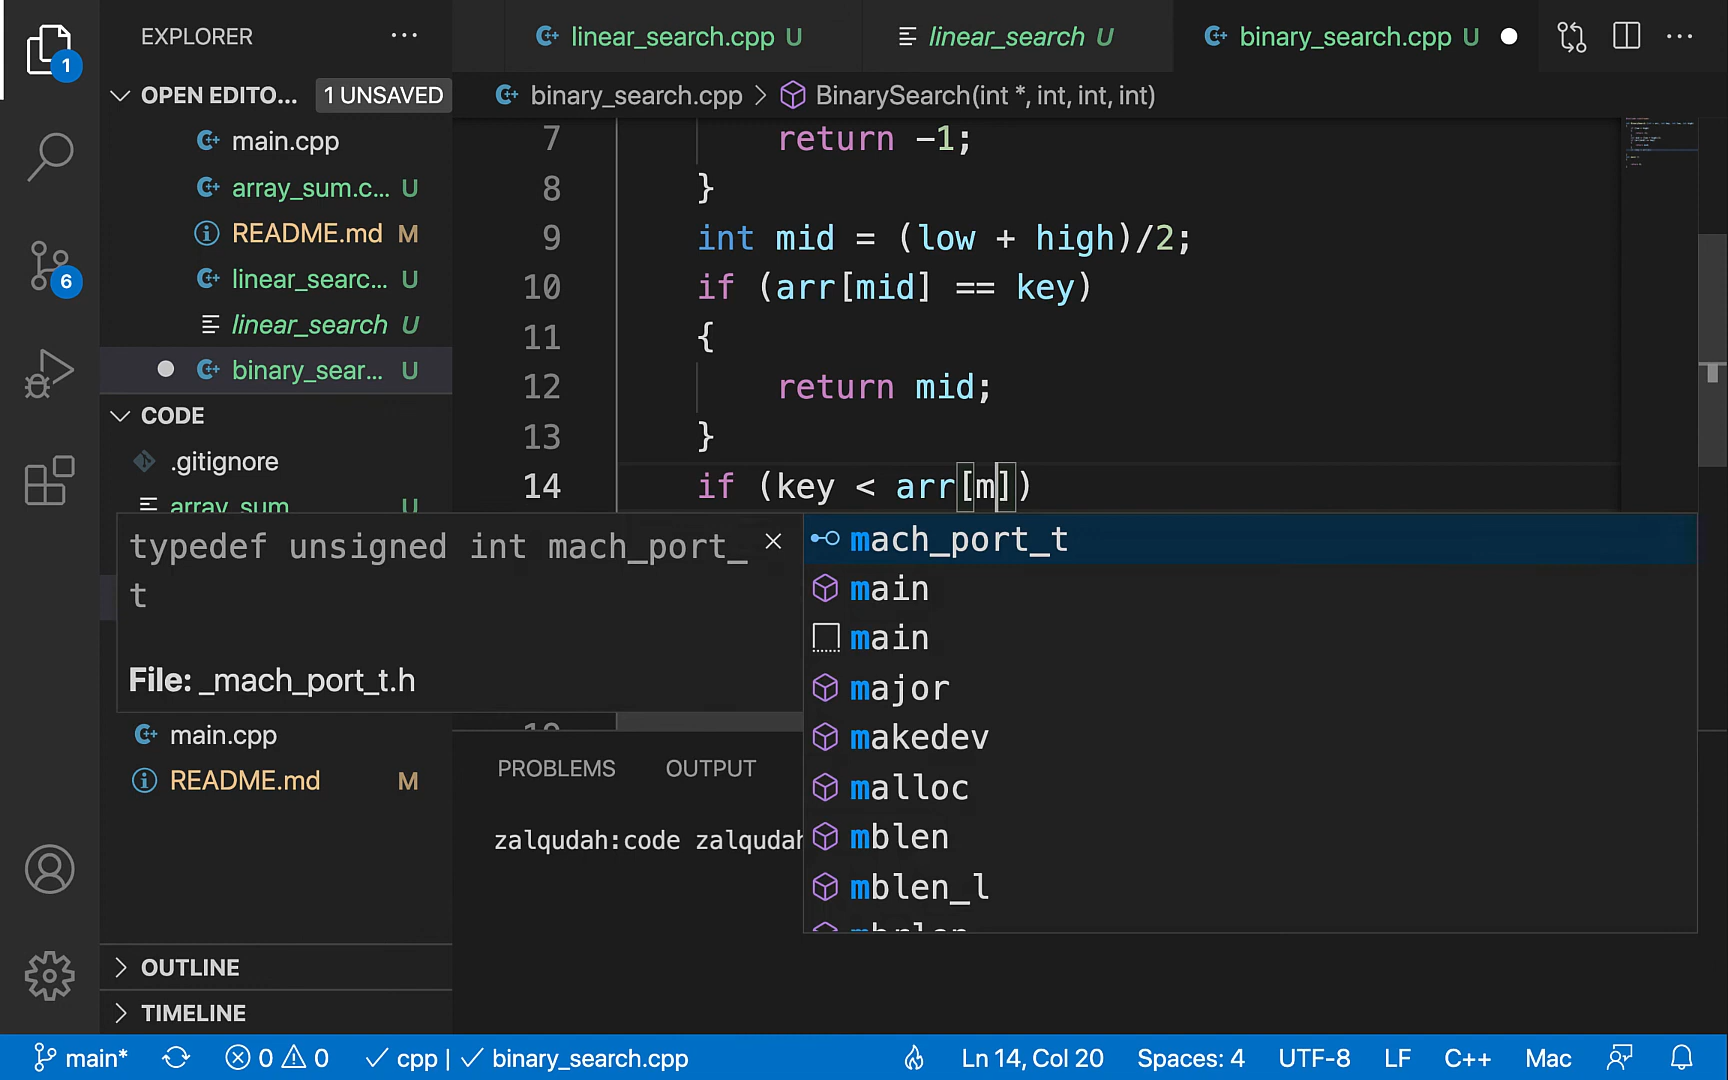 1
EXPLORER ...
linear_search.cpp U
linear_search U
binary_search.cpp U
OPEN EDITO... 1 UNSAVED
binary_search.cpp > BinarySearch(int *, int, int, int)
main.cpp
array_sum.c... U
README.md M
linear_searc... U
linear_search U
binary_sear... U
6
CODE
.gitignore
array_sum U
main.cpp
README.md M
OUTLINE
TIMELINE
7 return -1;
8 }
9 int mid = (low + high)/2;
10 if (arr[mid] == key)
11 {
12 return mid;
13 }
14 if (key < arr[m])
typedef unsigned int mach_port_
t
File: _mach_port_t.h
mach_port_t
main
main
major
makedev
malloc
mblen
mblen_l
PROBLEMS OUTPUT
zalqudah:code zalqudah
main* 0 0 cpp | binary_search.cpp Ln 14, Col 20 Spaces: 4 UTF-8 LF C++ Mac